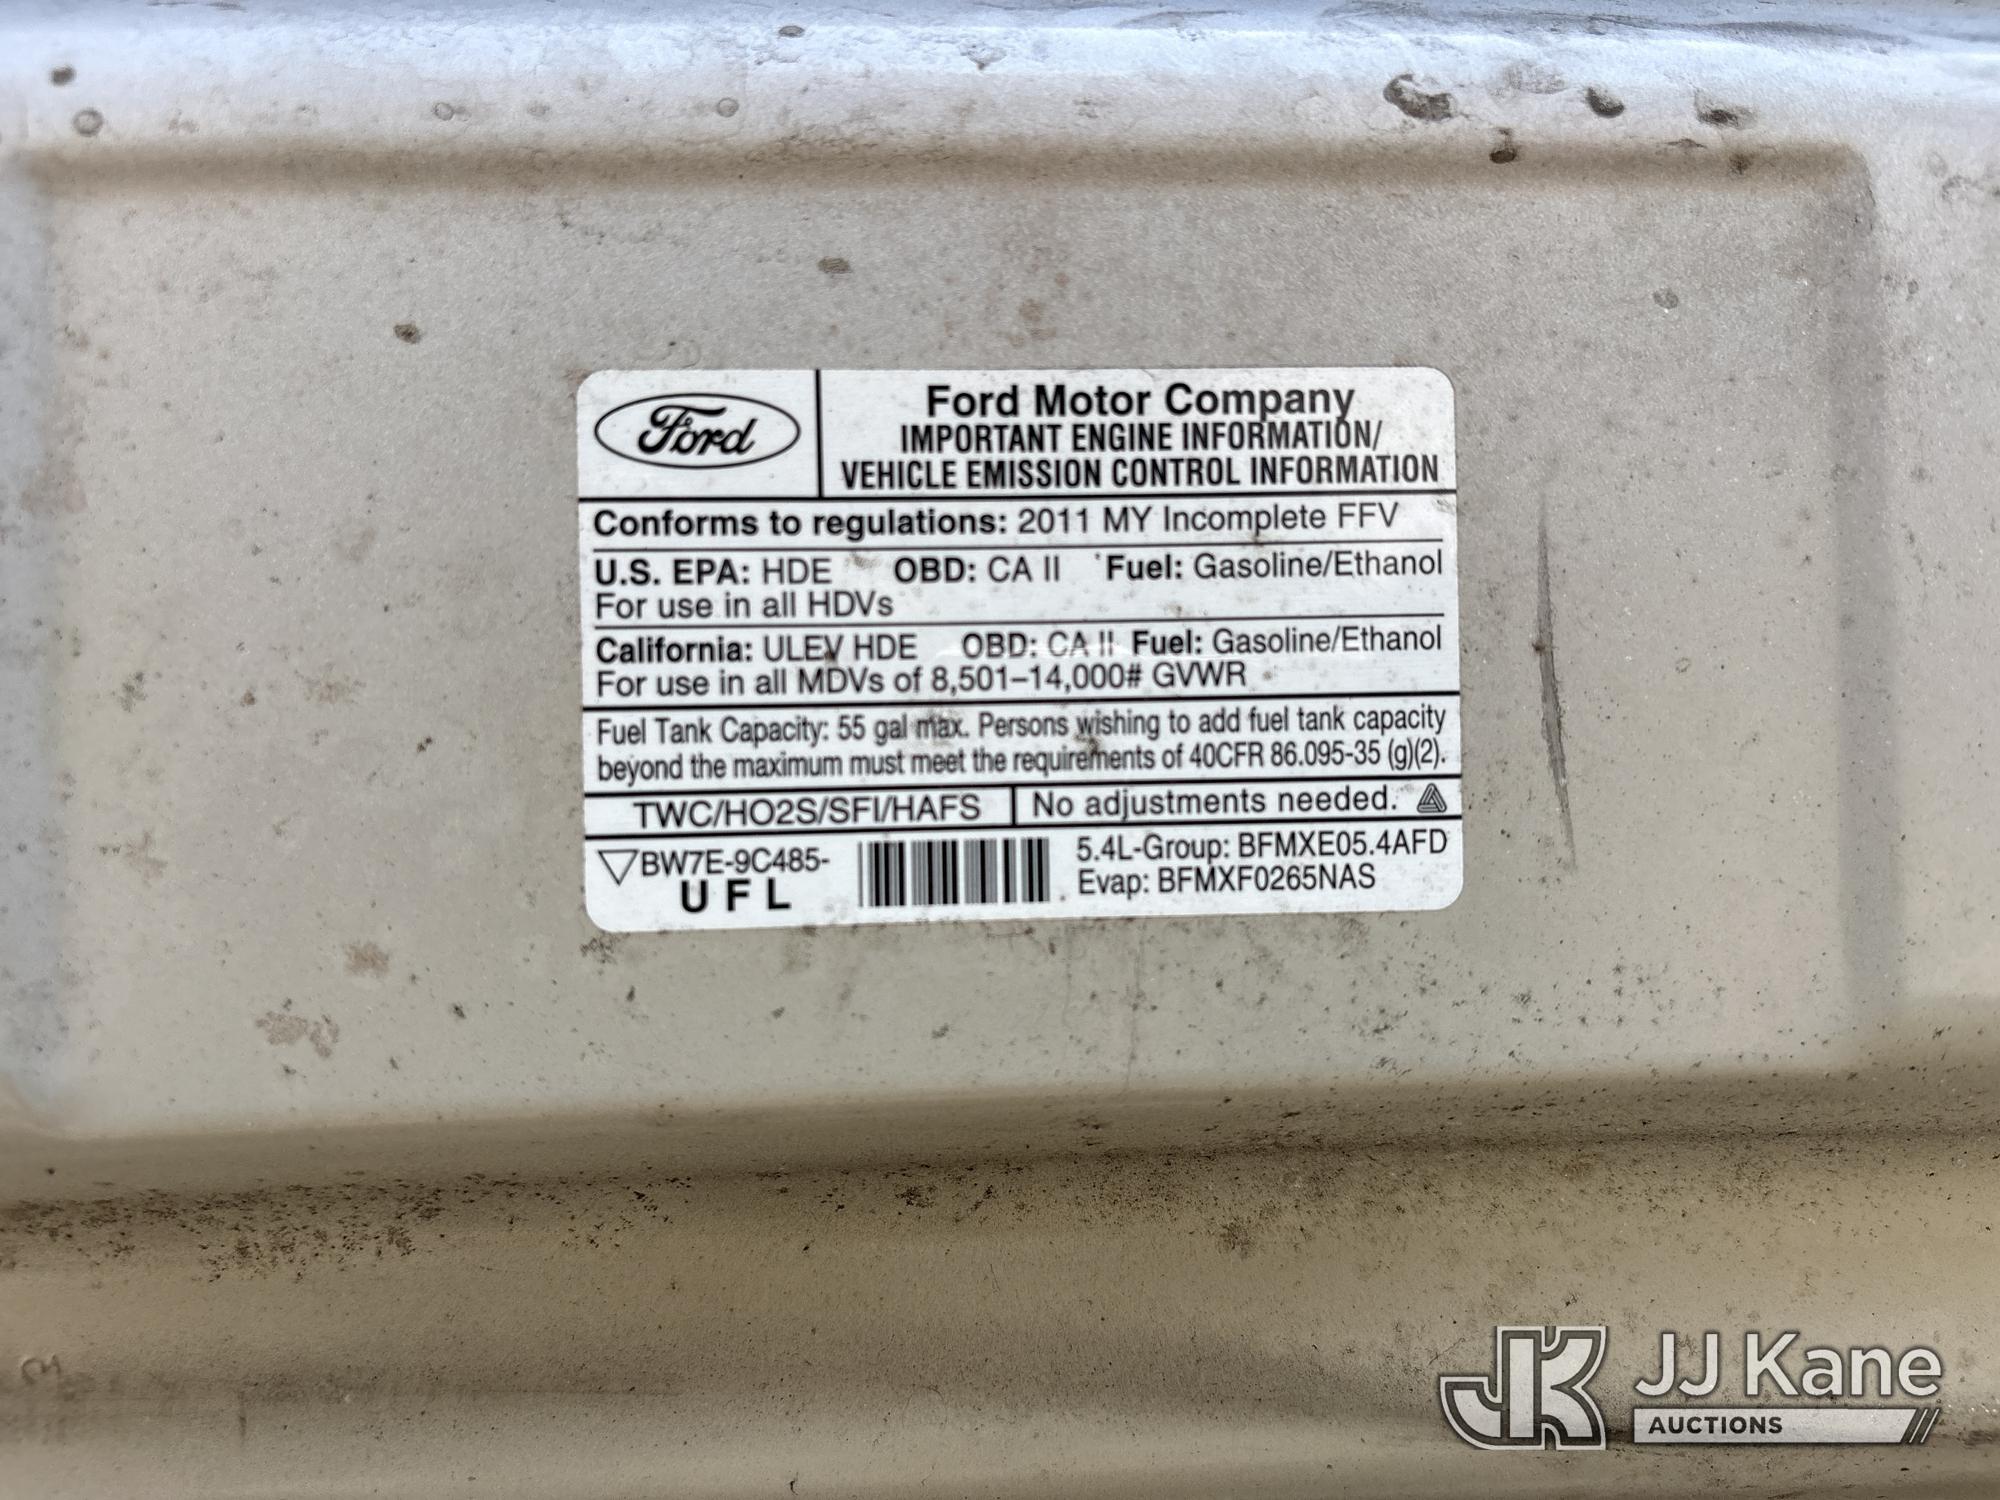 Ford
Ford Motor Company
IMPORTANT ENGINE INFORMATION/
VEHICLE EMISSION CONTROL INFORMATION
Conforms to regulations: 2011 MY Incomplete FFV
U.S. EPA: HDE OBD: CA II Fuel: Gasoline/Ethanol
For use in all HDVs
California: ULEV HDE OBD: CA II Fuel: Gasoline/Ethanol
For use in all MDVs of 8,501–14,000# GVWR
Fuel Tank Capacity: 55 gal max. Persons wishing to add fuel tank capacity
beyond the maximum must meet the requirements of 40CFR 86.095-35 (g)(2).
TWC/HO2S/SFI/HAFS No adjustments needed.
BW7E-9C485-
UFL
5.4L-Group: BFMXE05.4AFD
Evap: BFMXF0265NAS
JK JJ Kane
AUCTIONS